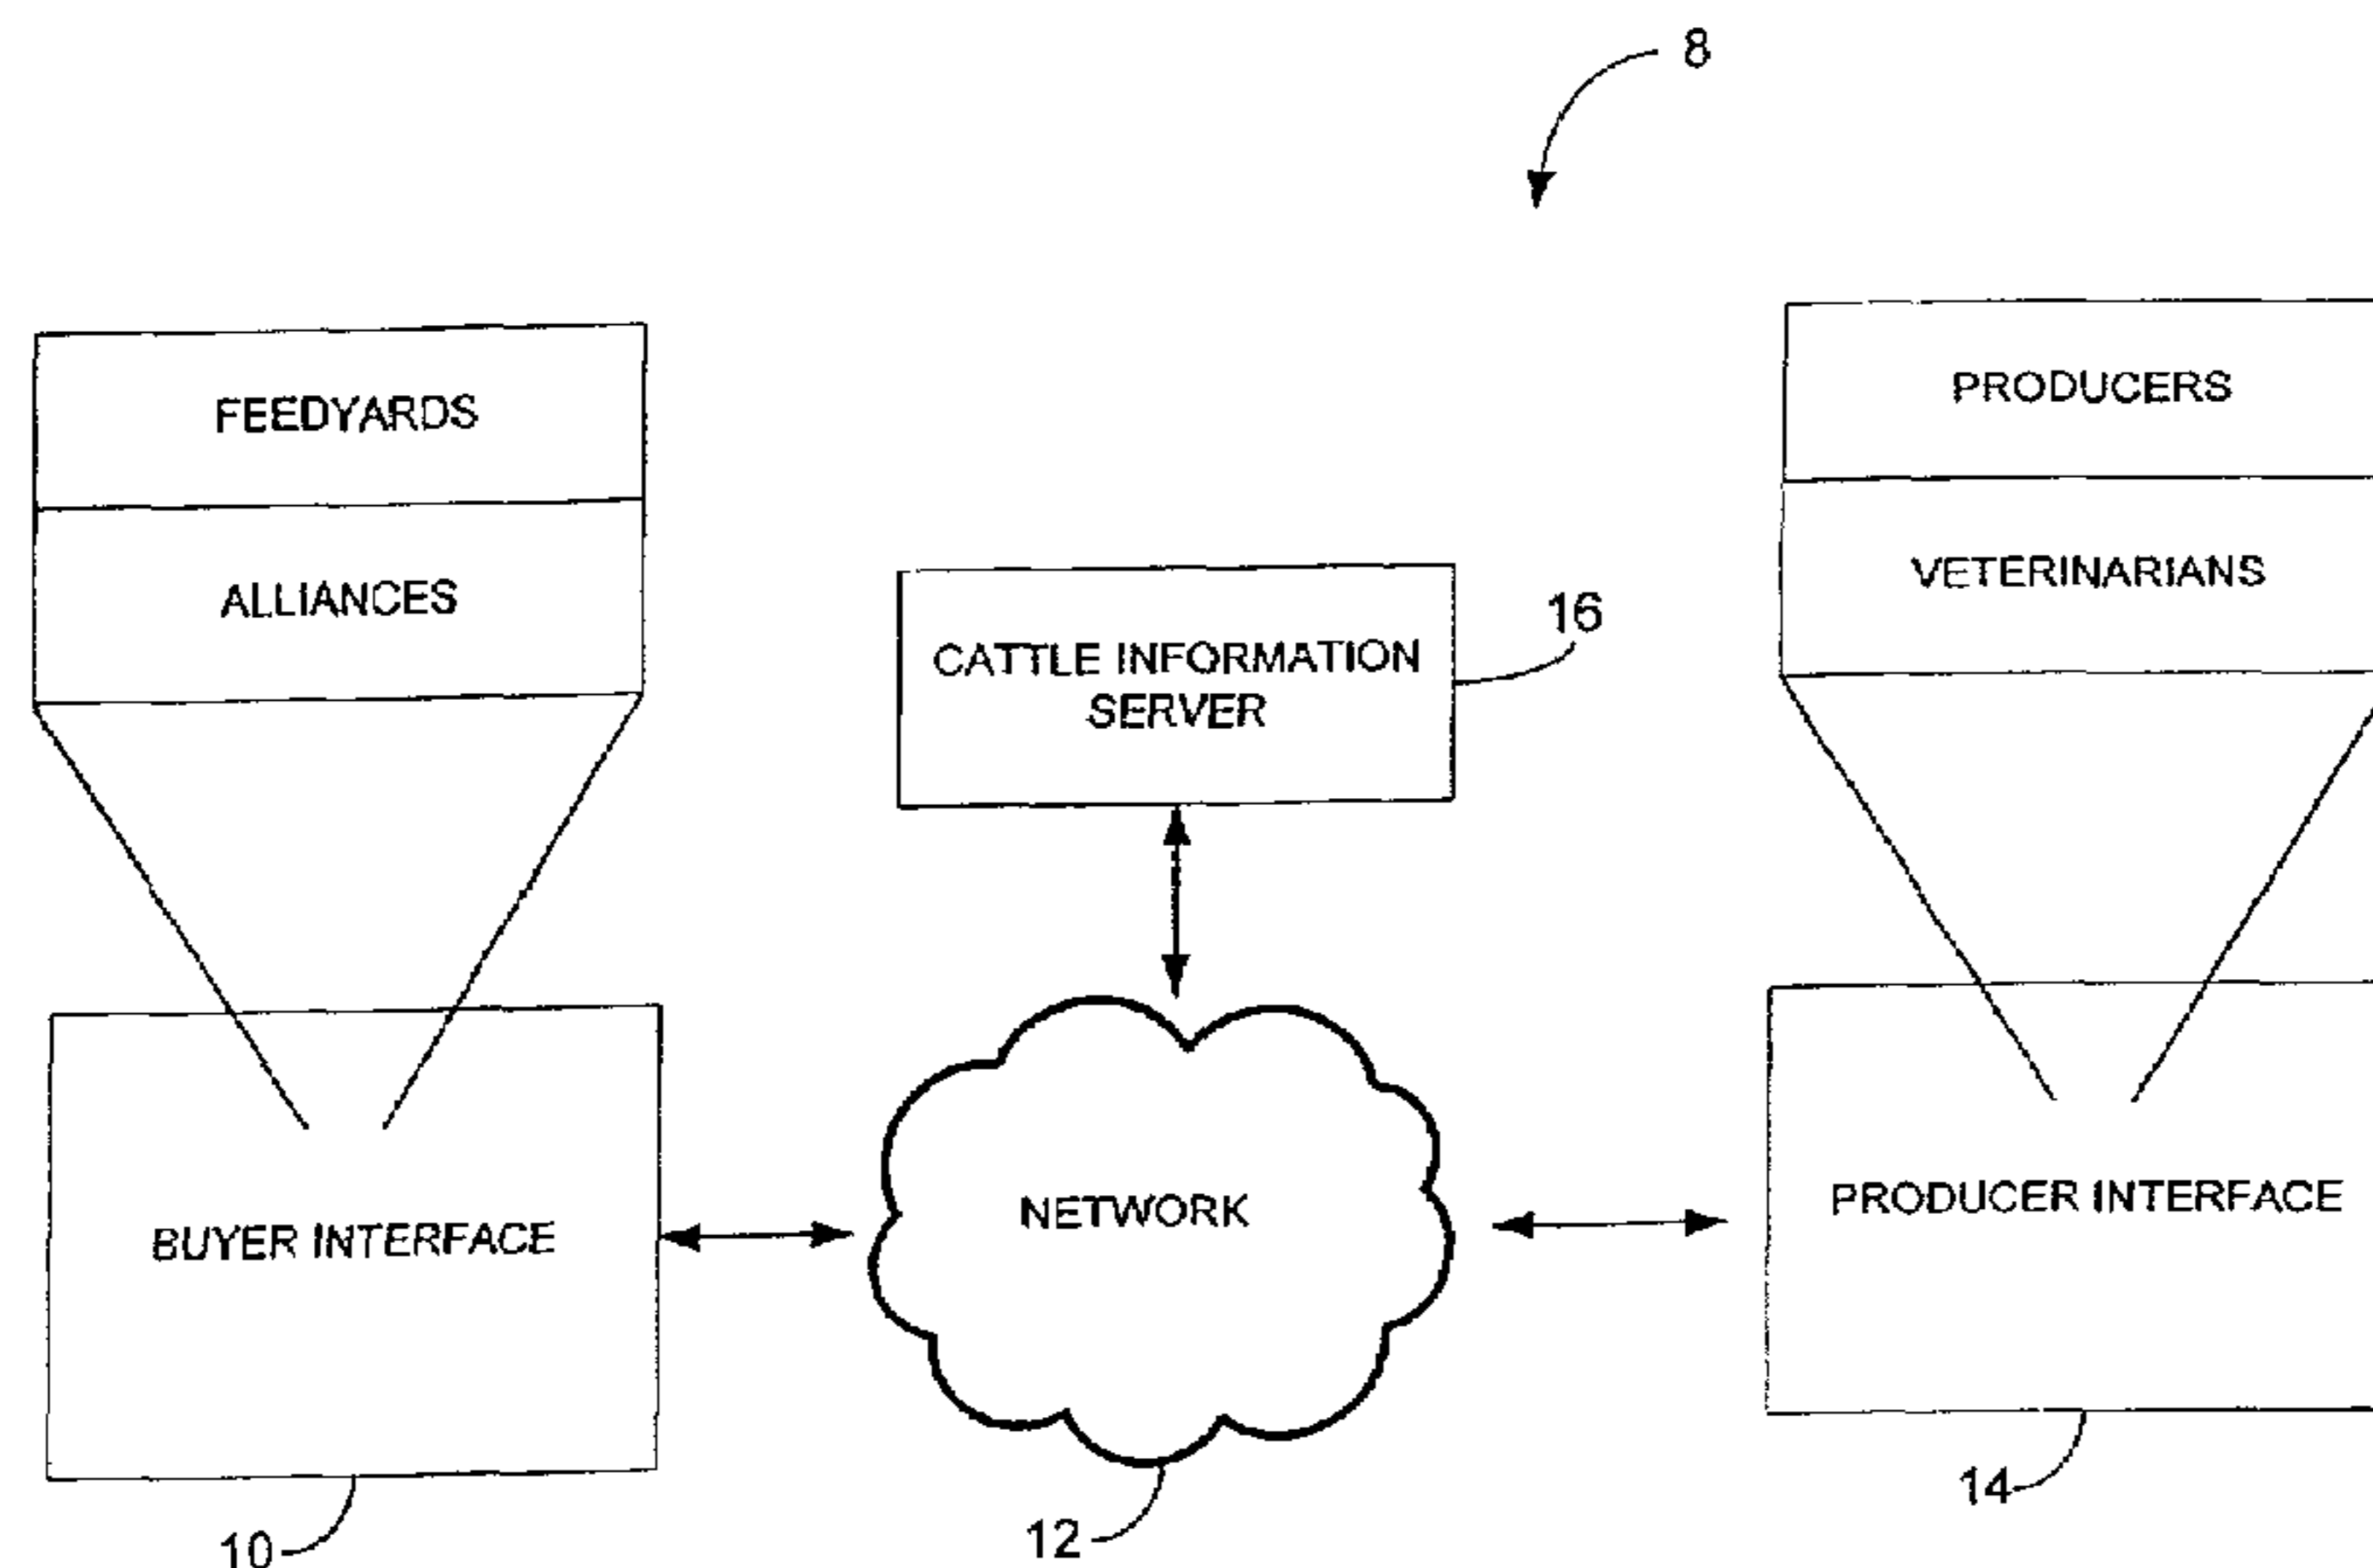 8
FEEDYARDS
ALLIANCES
CATTLE INFORMATION
SERVER
16
PRODUCERS
VETERINARIANS
BUYER INTERFACE
NETWORK
PRODUCER INTERFACE
10
12
14